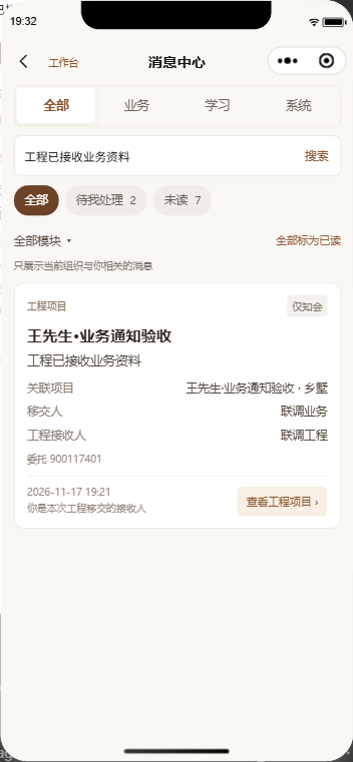 19:32
工作台
消息中心
全部 业务 学习 系统
工程已接收业务资料 搜索
全部 待我处理 2 未读 7
全部模块 全部标为已读
只展示当前组织与你相关的消息
工程项目 仅知会
王先生·业务通知验收
工程已接收业务资料
关联项目 王先生·业务通知验收 · 乡墅
移交人 联调业务
工程接收人 联调工程
委托 900117401
2026-11-17 19:21
你是本次工程移交的接收人
查看工程项目 ›